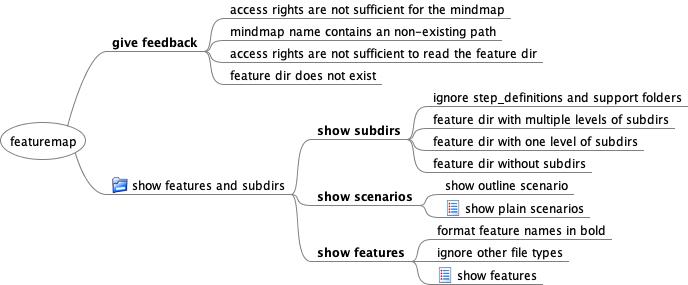 featuremap
give feedback
access rights are not sufficient for the mindmap
mindmap name contains an non-existing path
access rights are not sufficient to read the feature dir
feature dir does not exist
show features and subdirs
show subdirs
ignore step_definitions and support folders
feature dir with multiple levels of subdirs
feature dir with one level of subdirs
feature dir without subdirs
show scenarios
show outline scenario
show plain scenarios
show features
format feature names in bold
ignore other file types
show features